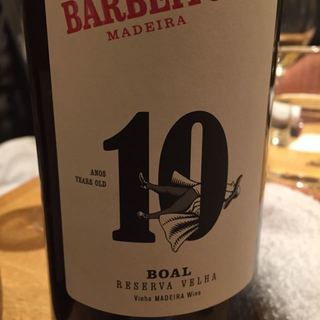 MADEIRA
ANOS
YEARS OLD
10
BOAL
RESERVA VELHA
Vinho MADEIRA Wine